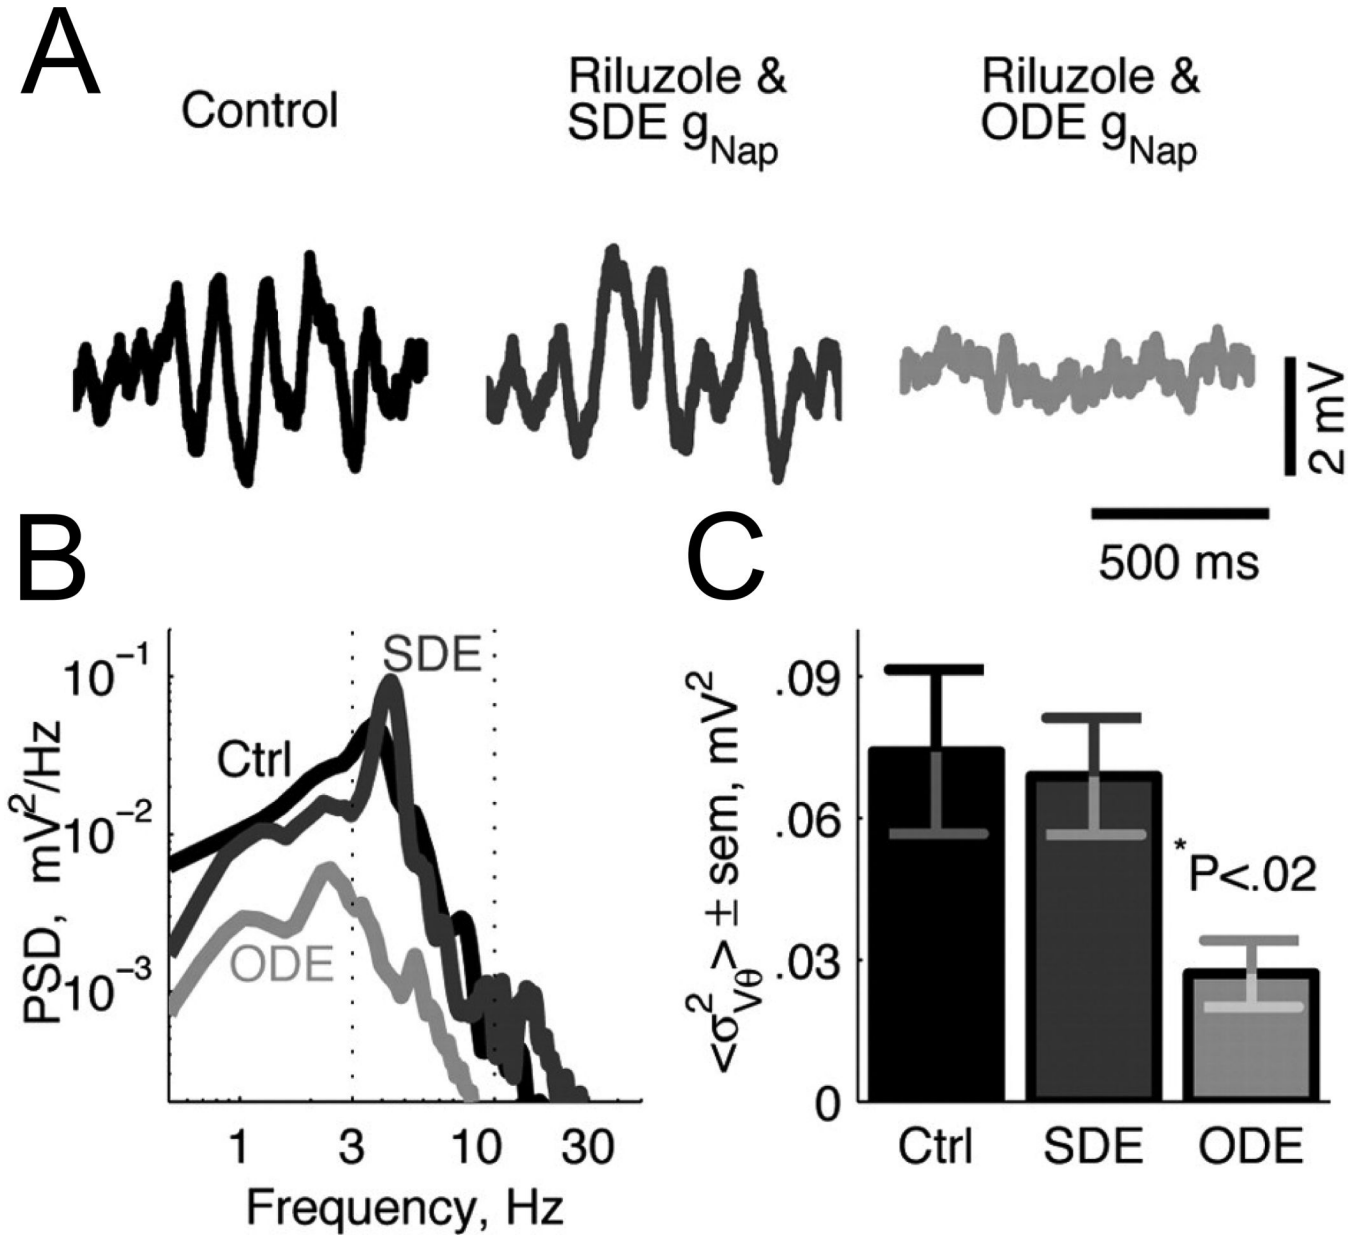 A
Control
Riluzole &
SDE gNap
Riluzole &
ODE gNap
2 mV
500 ms
B
PSD, mV²/Hz
10⁻¹
10⁻²
10⁻³
SDE
Ctrl
ODE
1 3 10 30
Frequency, Hz
C
<σ²Vθ> ± sem, mV²
.09
.06
.03
0
*P<.02
Ctrl SDE ODE